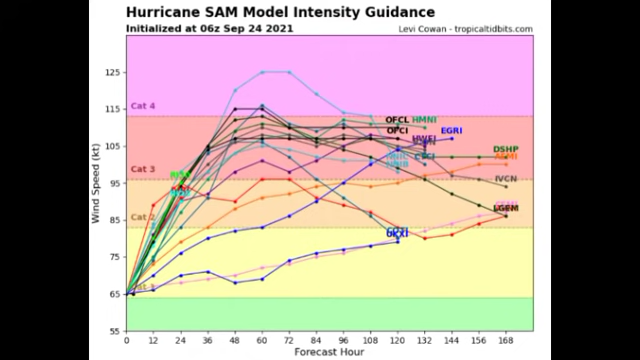 Hurricane SAM Model Intensity Guidance
Initialized at 06z Sep 24 2021
Levi Cowan - tropicaltidbits.com
125
115
105
95
85
75
65
55
Wind Speed (kt)
Cat 4
Cat 3
Cat 2
OFCL
HMNI
OFCI
EGRI
HWFI
DSHP
IVCN
LGEM
UKXI
0
12
24
36
48
60
72
84
96
108
120
132
144
156
168
Forecast Hour